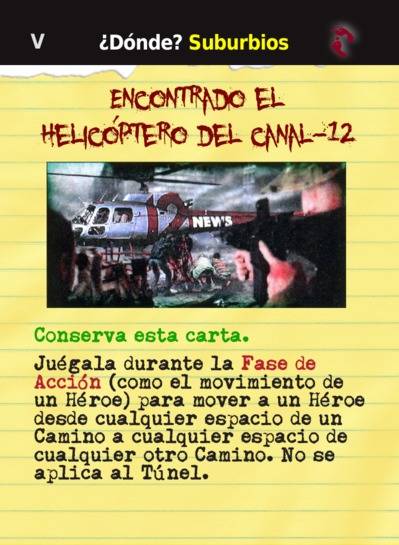 V ¿Dónde? Suburbios
ENCONTRADO EL
HELICÓPTERO DEL CANAL-12
12 NEWS
Conserva esta carta.
Juégala durante la Fase de
Acción (como el movimiento de
un Héroe) para mover a un Héroe
desde cualquier espacio de un
Camino a cualquier espacio de
cualquier otro Camino. No se
aplica al Túnel.